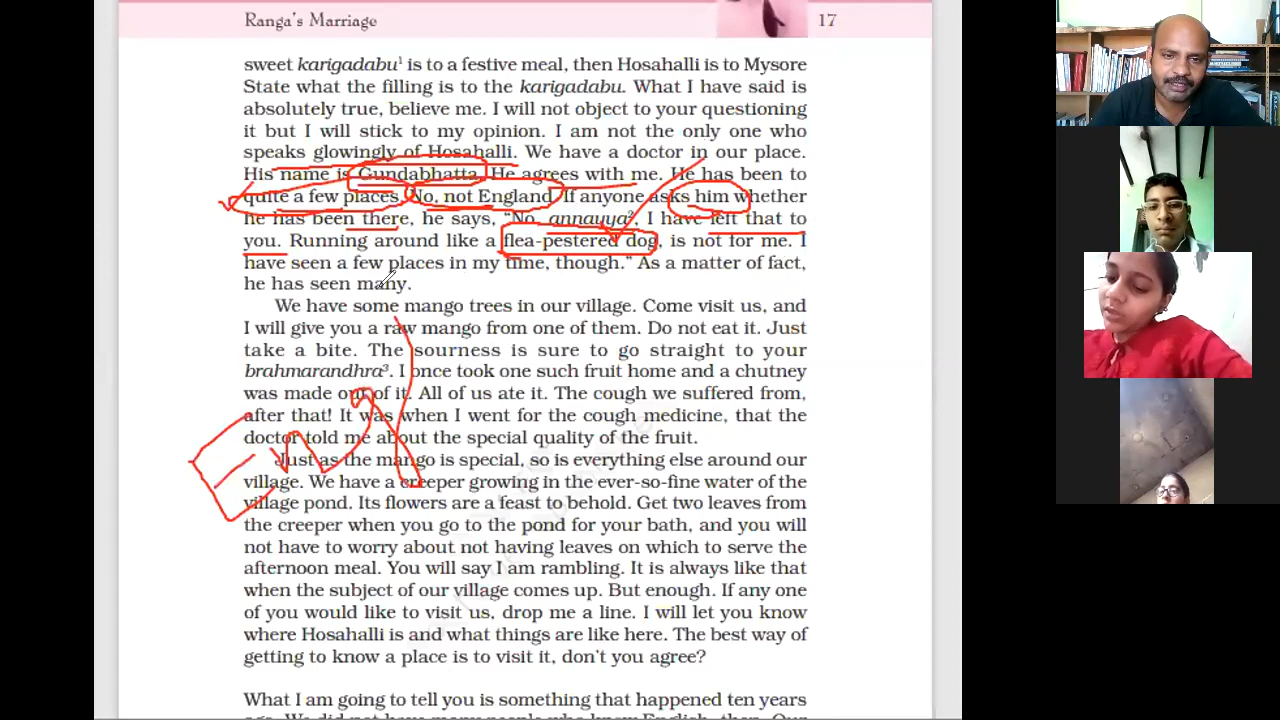 Ranga's Marriage 17
sweet karigadabu¹ is to a festive meal, then Hosahalli is to Mysore
State what the filling is to the karigadabu. What I have said is
absolutely true, believe me. I will not object to your questioning
it but I will stick to my opinion. I am not the only one who
speaks glowingly of Hosahalli. We have a doctor in our place.
His name is Gundabhatta. He agrees with me. He has been to
quite a few places. No, not England. If anyone asks him whether
he has been there, he says, “No, annayya², I have left that to
you. Running around like a flea-pestered dog, is not for me. I
have seen a few places in my time, though.” As a matter of fact,
he has seen many.
We have some mango trees in our village. Come visit us, and
I will give you a raw mango from one of them. Do not eat it. Just
take a bite. The sourness is sure to go straight to your
brahmarandhra³. I once took one such fruit home and a chutney
was made out of it. All of us ate it. The cough we suffered from,
after that! It was when I went for the cough medicine, that the
doctor told me about the special quality of the fruit.
Eng
Just as the mango is special, so is everything else around our
village. We have a creeper growing in the ever-so-fine water of the
village pond. Its flowers are a feast to behold. Get two leaves from
the creeper when you go to the pond for your bath, and you will
not have to worry about not having leaves on which to serve the
afternoon meal. You will say I am rambling. It is always like that
when the subject of our village comes up. But enough. If any one
of you would like to visit us, drop me a line. I will let you know
where Hosahalli is and what things are like here. The best way of
getting to know a place is to visit it, don't you agree?
What I am going to tell you is something that happened ten years
ago. We did not have many people who know English, then. Our